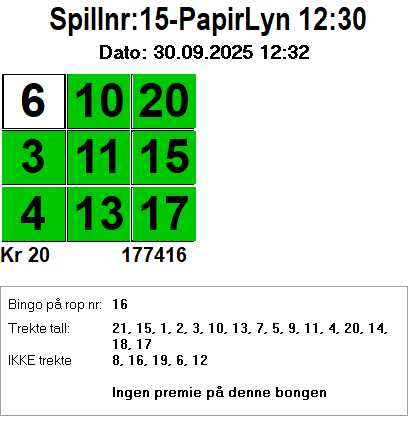 Spillnr:15-PapirLyn 12:30
Dato: 30.09.2025 12:32
6 10 20
3 11 15
4 13 17
Kr 20 177416
Bingo på rop nr: 16
Trekte tall: 21, 15, 1, 2, 3, 10, 13, 7, 5, 9, 11, 4, 20, 14,
18, 17
IKKE trekte 8, 16, 19, 6, 12
Ingen premie på denne bongen